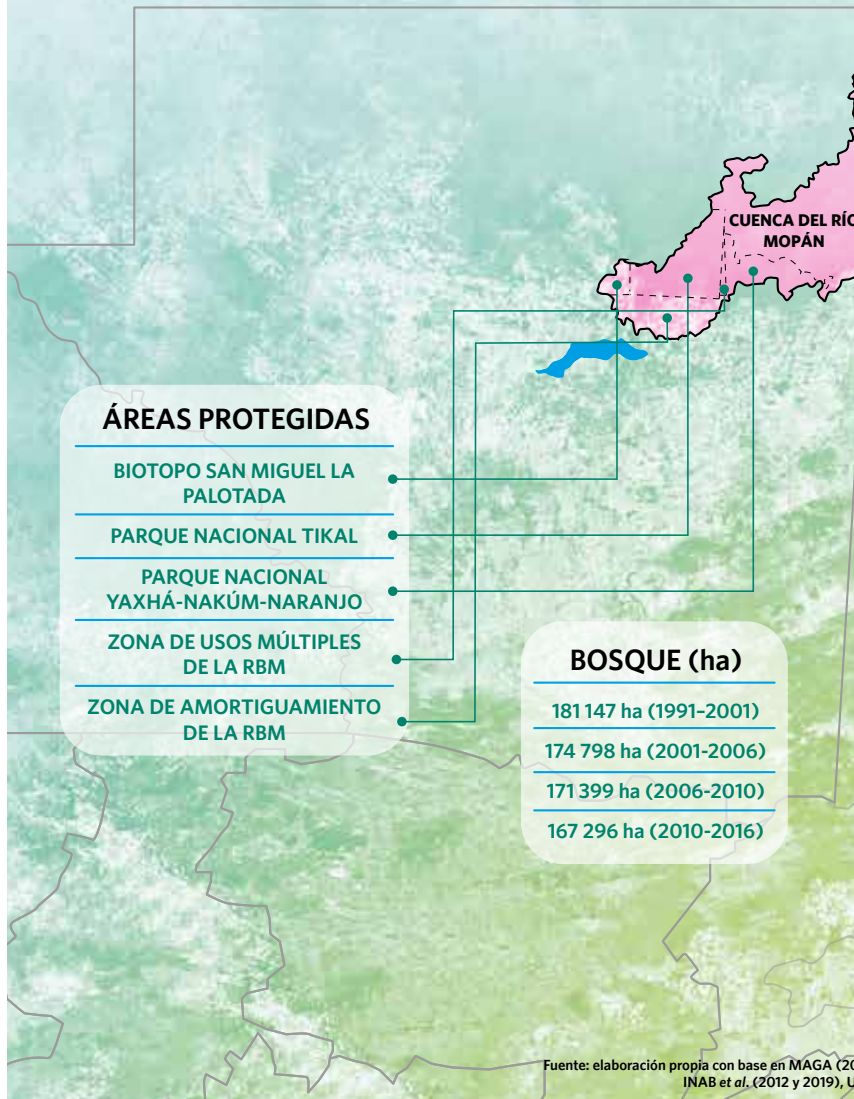 CUENCA DEL RÍO
MOPÁN
ÁREAS PROTEGIDAS
BIOTOPO SAN MIGUEL LA
PALOTADA
PARQUE NACIONAL TIKAL
PARQUE NACIONAL
YAXHÁ-NAKÚM-NARANJO
ZONA DE USOS MÚLTIPLES
DE LA RBM
ZONA DE AMORTIGUAMIENTO
DE LA RBM
BOSQUE (ha)
181 147 ha (1991–2001)
174 798 ha (2001-2006)
171 399 ha (2006-2010)
167 296 ha (2010-2016)
Fuente: elaboración propia con base en MAGA (20
INAB et al. (2012 y 2019), U